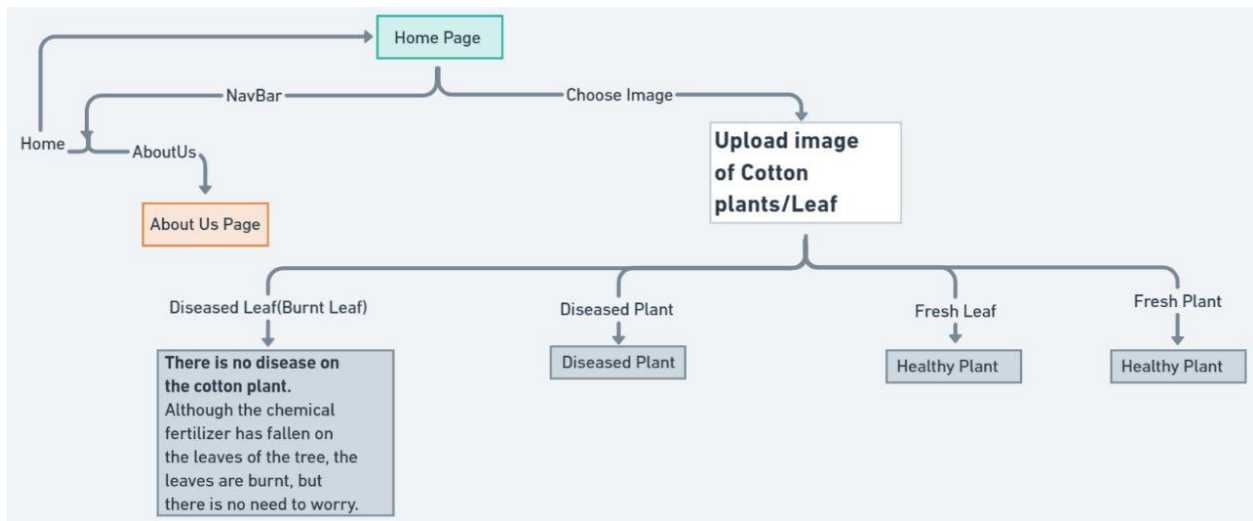 Home Page
NavBar
Choose Image
Home
AboutUs
Upload image
of Cotton
plants/Leaf
About Us Page
Diseased Leaf(Burnt Leaf)
Diseased Plant
Fresh Leaf
Fresh Plant
There is no disease on
the cotton plant.
Although the chemical
fertilizer has fallen on
the leaves of the tree, the
leaves are burnt, but
there is no need to worry.
Diseased Plant
Healthy Plant
Healthy Plant